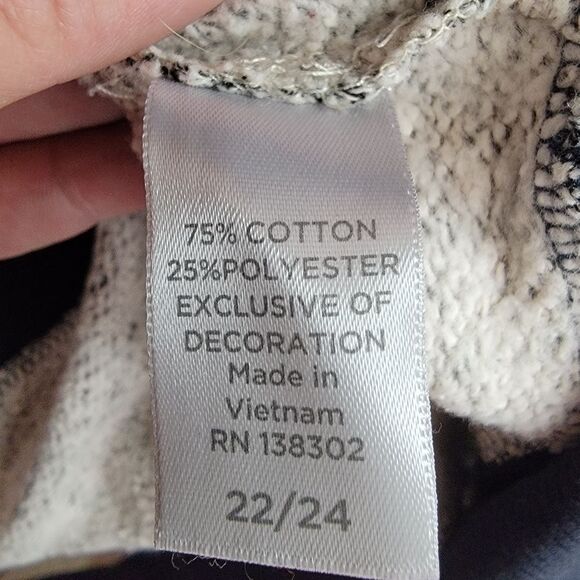 75% COTTON
25%POLYESTER
EXCLUSIVE OF
DECORATION
Made in
Vietnam
RN 138302
22/24